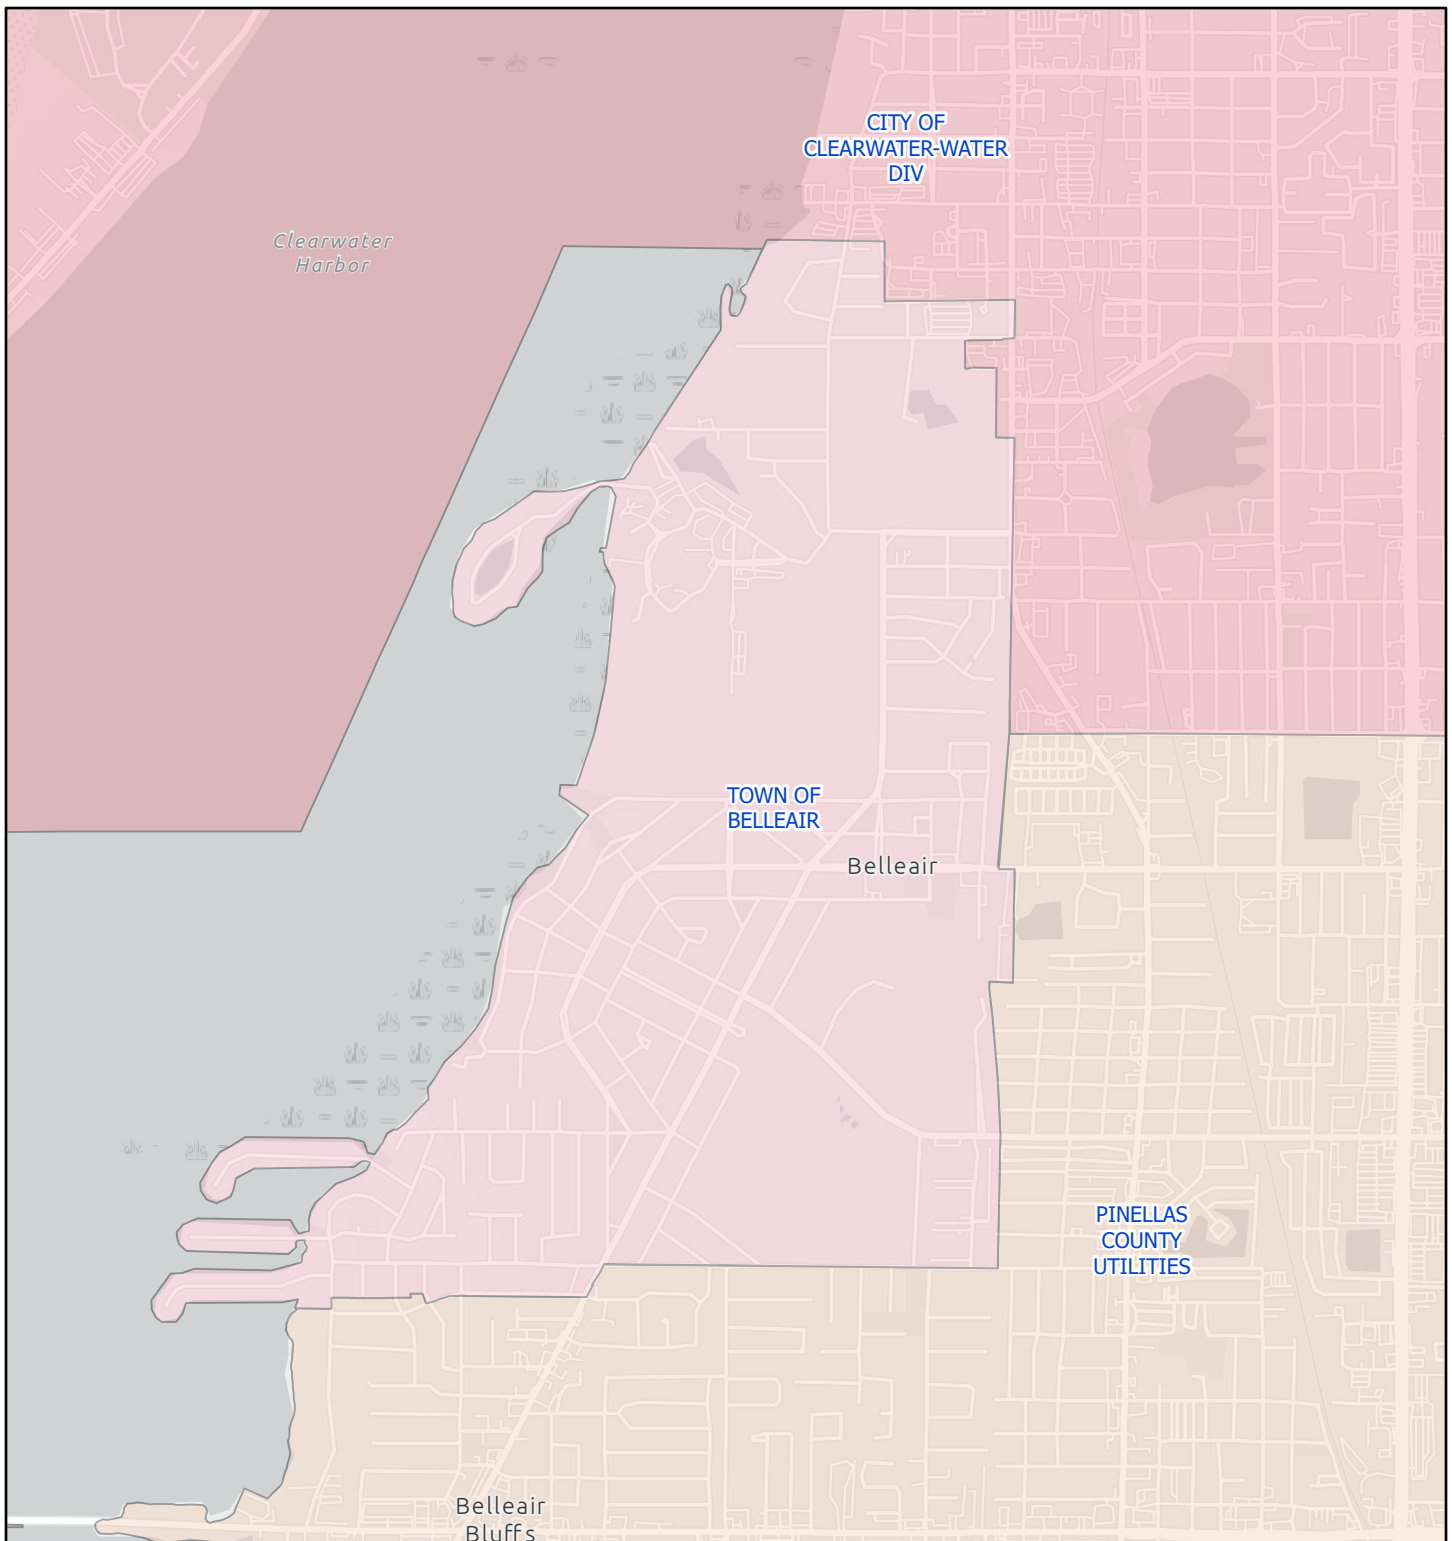 CITY OF
CLEARWATER-WATER
DIV
Clearwater
Harbor
TOWN OF
BELLEAIR
Belleair
PINELLAS
COUNTY
UTILITIES
Belleair
Bluffs